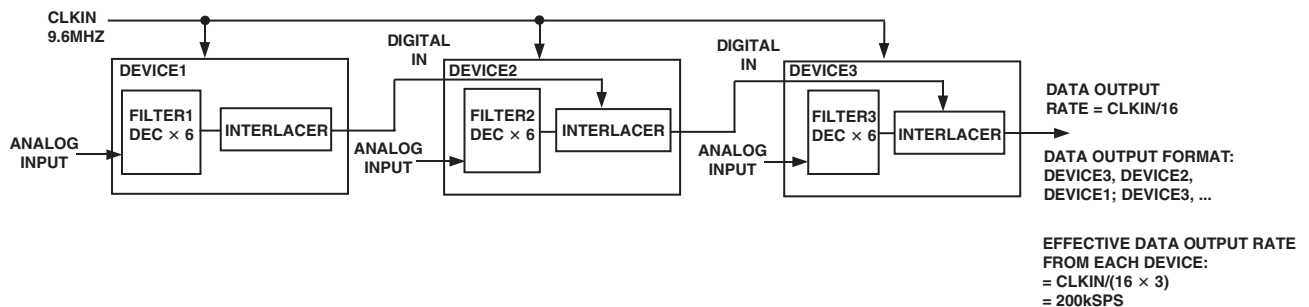 CLKIN
9.6MHZ
DIGITAL
IN
DIGITAL
IN
DEVICE1
DEVICE2
DEVICE3
FILTER1
DEC × 6
INTERLACER
FILTER2
DEC × 6
INTERLACER
FILTER3
DEC × 6
INTERLACER
ANALOG
INPUT
ANALOG
INPUT
ANALOG
INPUT
DATA OUTPUT
RATE = CLKIN/16
DATA OUTPUT FORMAT:
DEVICE3, DEVICE2,
DEVICE1; DEVICE3, ...
EFFECTIVE DATA OUTPUT RATE
FROM EACH DEVICE:
= CLKIN/(16 × 3)
= 200kSPS